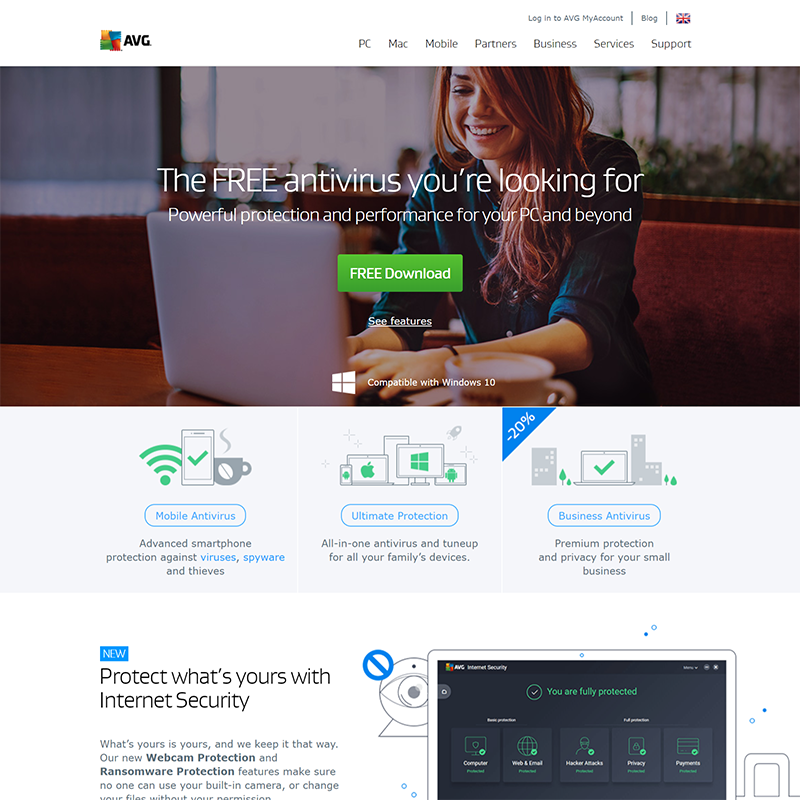 Log in to AVG MyAccount
Blog
AVG
PC Mac Mobile Partners Business Services Support
The FREE antivirus you're looking for
Powerful protection and performance for your PC and beyond
FREE Download
See features
Compatible with Windows 10
-20%
Mobile Antivirus
Advanced smartphone
protection against viruses, spyware
and thieves
Ultimate Protection
All-in-one antivirus and tuneup
for all your family's devices.
Business Antivirus
Premium protection
and privacy for your small
business
NEW
Protect what's yours with
Internet Security
What's yours is yours, and we keep it that way.
Our new Webcam Protection and
Ransomware Protection features make sure
no one can use your built-in camera, or change
your files without your permission.
AVG Internet Security
Menu
You are fully protected
Basic protection
Full protection
Computer
Protected
Web & Email
Protected
Hacker Attacks
Protected
Privacy
Protected
Payments
Protected